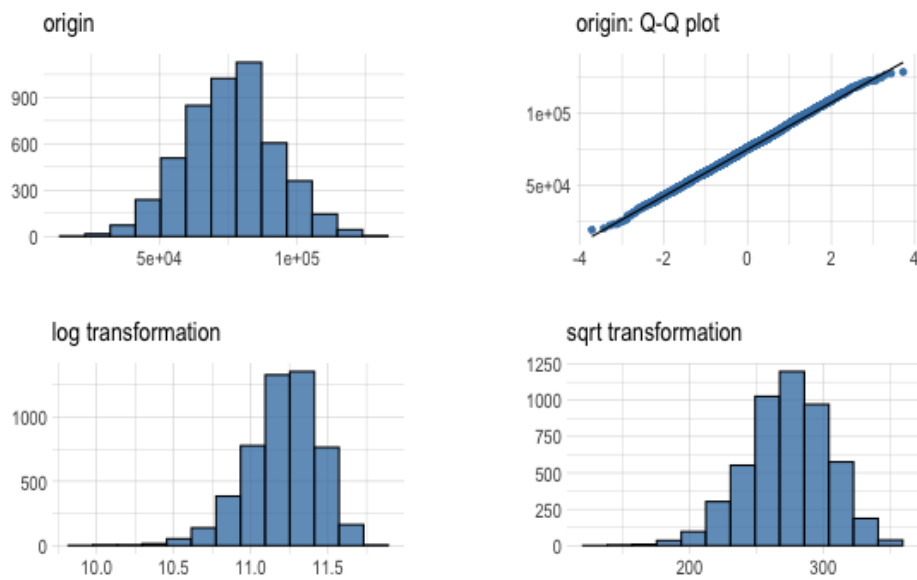 origin
900
600
300
0
5e+04 1e+05
origin: Q-Q plot
1e+05
5e+04
-4 -2 0 2 4
log transformation
1000
500
0
10.0 10.5 11.0 11.5
sqrt transformation
1250
1000
750
500
250
0
200 300